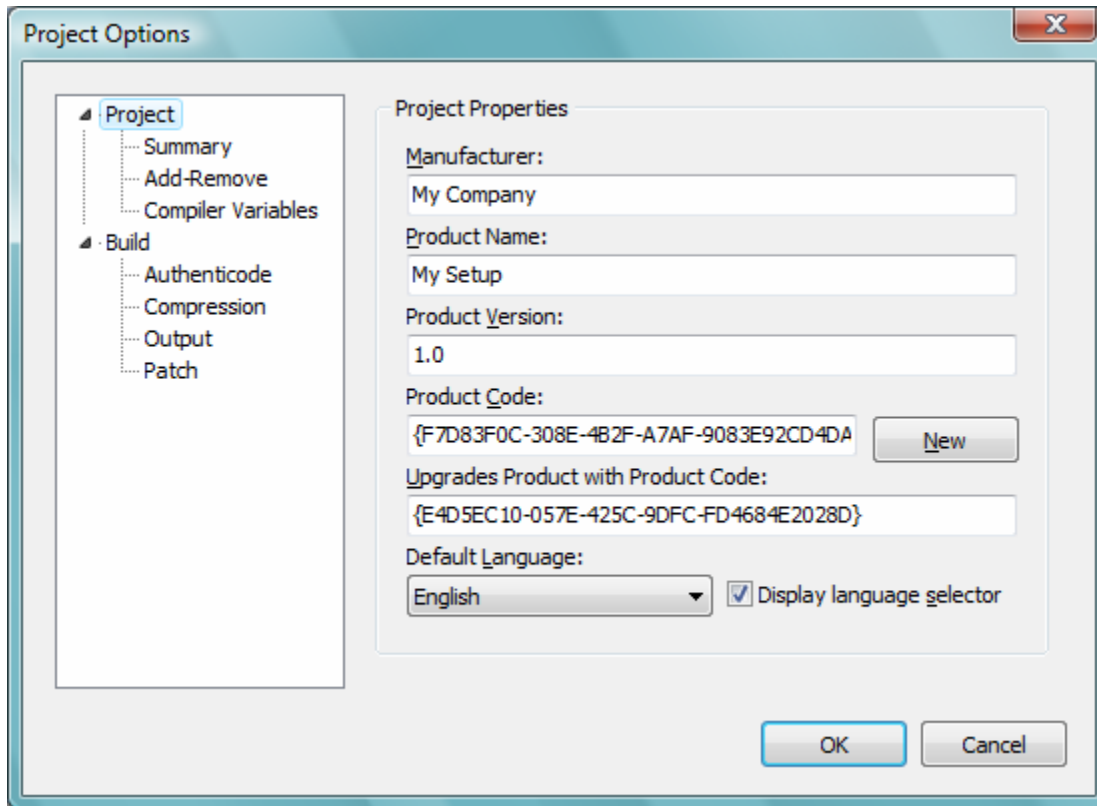 Project Options
Project
Summary
Add-Remove
Compiler Variables
Build
Authenticode
Compression
Output
Patch
Project Properties
Manufacturer:
My Company
Product Name:
My Setup
Product Version:
1.0
Product Code:
{F7D83F0C-308E-4B2F-A7AF-9083E92CD4DA
New
Upgrades Product with Product Code:
{E4D5EC10-057E-425C-9DFC-FD4684E2028D}
Default Language:
English
Display language selector
OK
Cancel